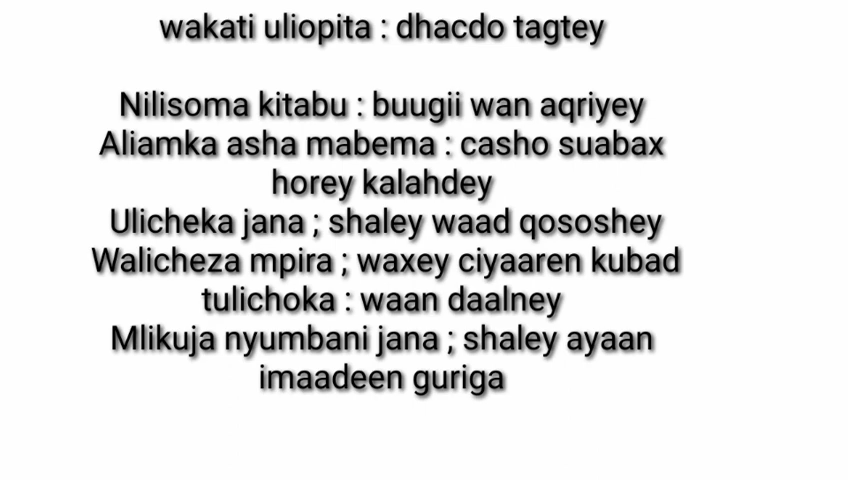 wakati uliopita : dhacdo tagtey
Nilisoma kitabu : buugii wan aqriyey
Aliamka asha mabema : casho suabax
horey kalahdey
Ulicheka jana ; shaley waad qososhey
Walicheza mpira ; waxey ciyaaren kubad
tulichoka : waan daalney
Mlikuja nyumbani jana ; shaley ayaan
imaadeen guriga